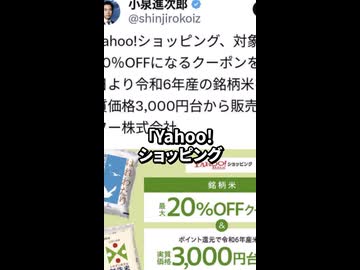 小泉進次郎
@shinjirokoiz
Yahoo!ショッピング、対象
0%OFFになるクーポンを
より令和6年産の銘柄米
質価格3,000円台から販売
フー株式会社
「Yahoo!
ショッピング
YAHOO! ショッピング
銘柄米
最大20%OFFク
&
ポイント還元で令和6年産米
実質価格3,000円台